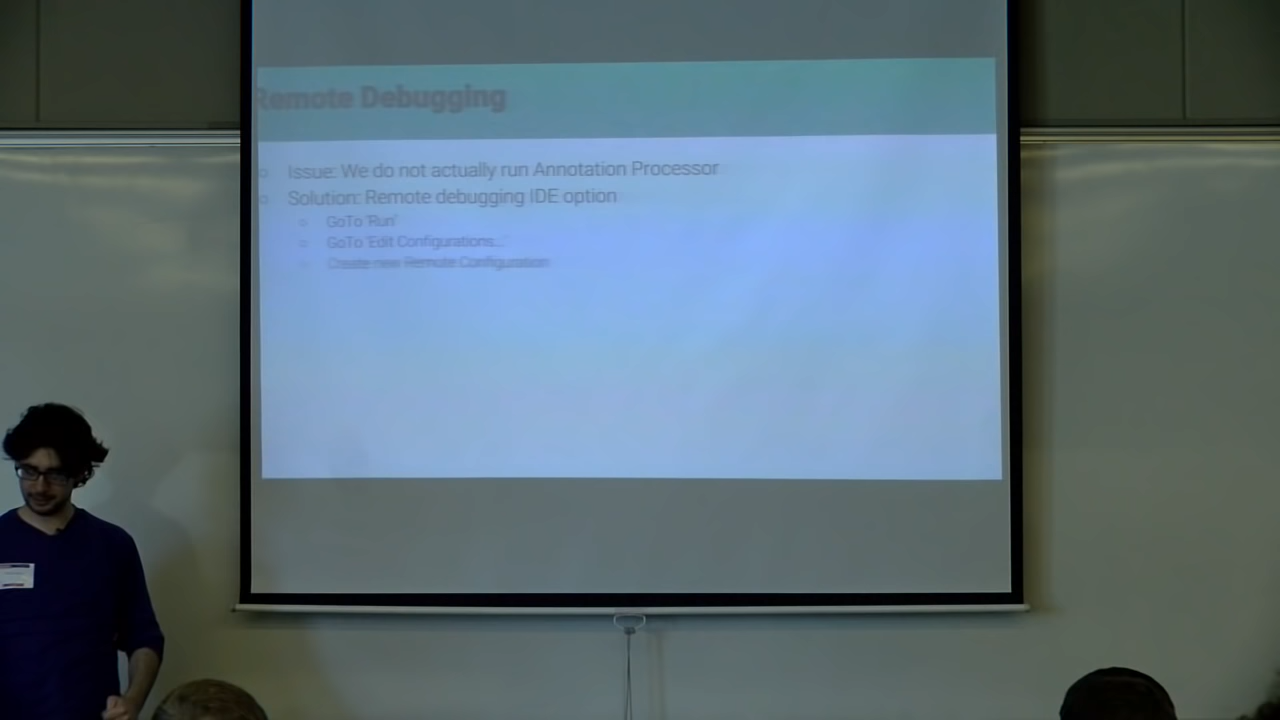 Remote Debugging
Issue: We do not actually run Annotation Processor
Solution: Remote debugging IDE option
GoTo 'Run'
GoTo 'Edit Configurations...'
Create new Remote Configuration